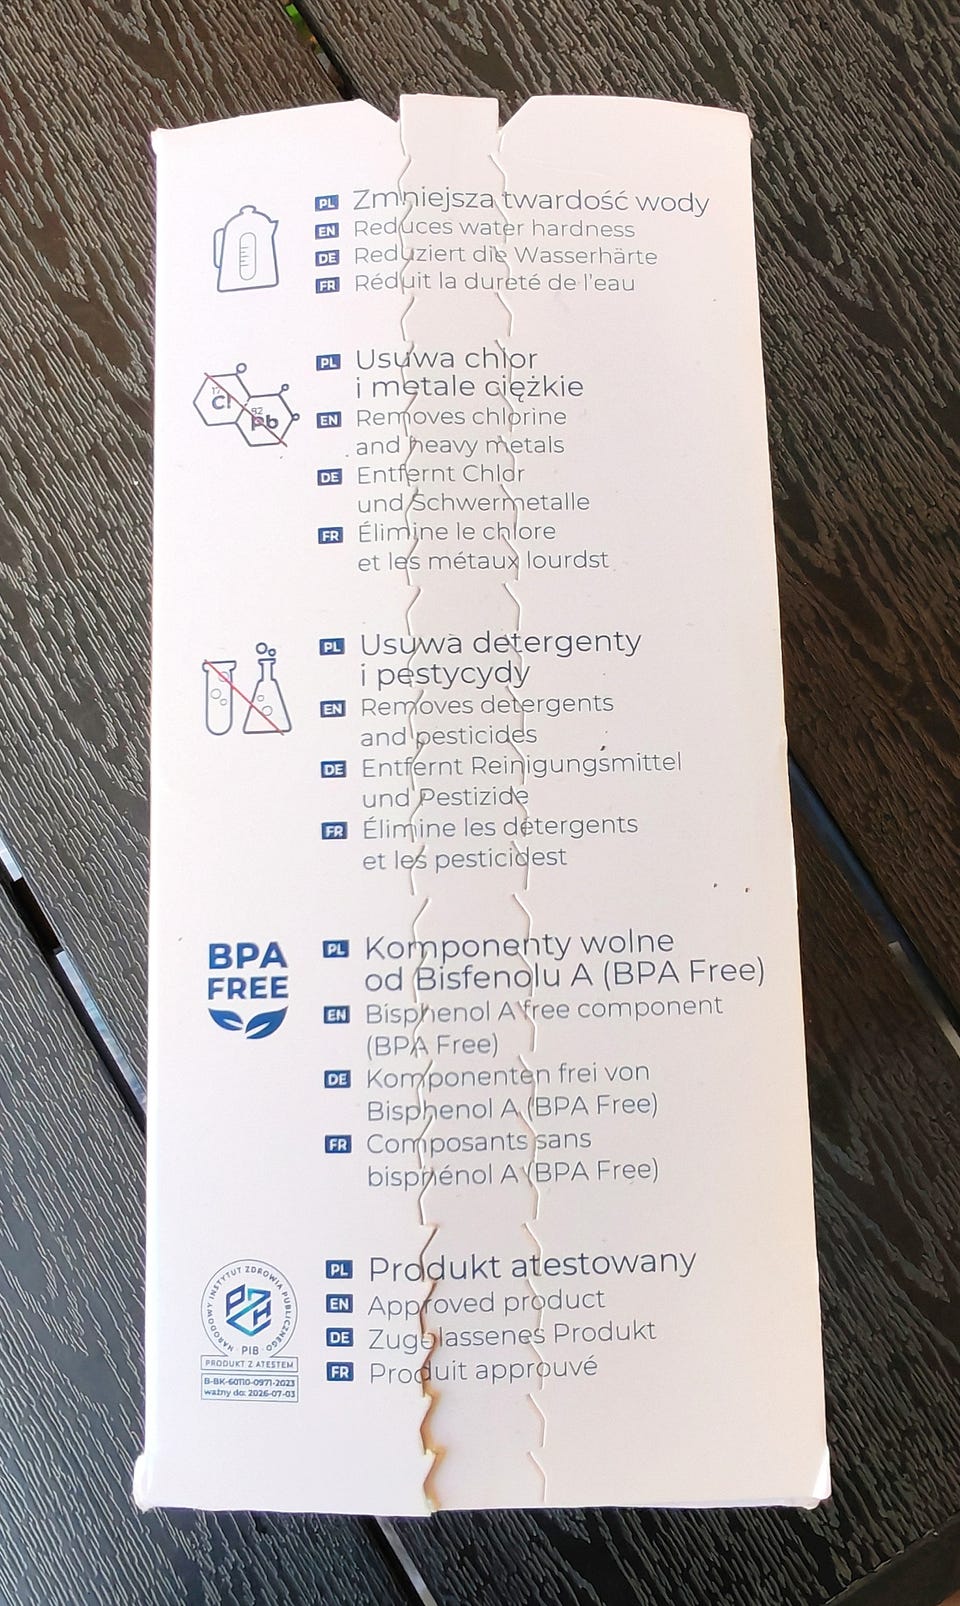 PL Zmniejsza twardość wody
EN Reduces water hardness
DE Reduziert die Wasserhärte
FR Réduit la dureté de l'eau
17 Cl
82 Pb
PL Usuwa chlor
i metale ciężkie
EN Removes chlorine
and heavy metals
DE Entfernt Chlor
und Schwermetalle
FR Élimine le chlore
et les métaux lourdst
PL Usuwa detergenty
i pestycydy
EN Removes detergents
and pesticides
DE Entfernt Reinigungsmittel
und Pestizide
FR Élimine les détergents
et les pesticidest
BPA
FREE
PL Komponenty wolne
od Bisfenolu A (BPA Free)
EN Bisphenol A free component
(BPA Free)
DE Komponenten frei von
Bisphenol A (BPA Free)
FR Composants sans
bisphénol A (BPA Free)
NARODOWY INSTYTUT ZDROWIA PUBLICZNEGO
PZH
PIB
PRODUKT Z ATESTEM
B-BK-60110-0971-2023
ważny do: 2026-07-03
PL Produkt atestowany
EN Approved product
DE Zugelassenes Produkt
FR Produit approuvé